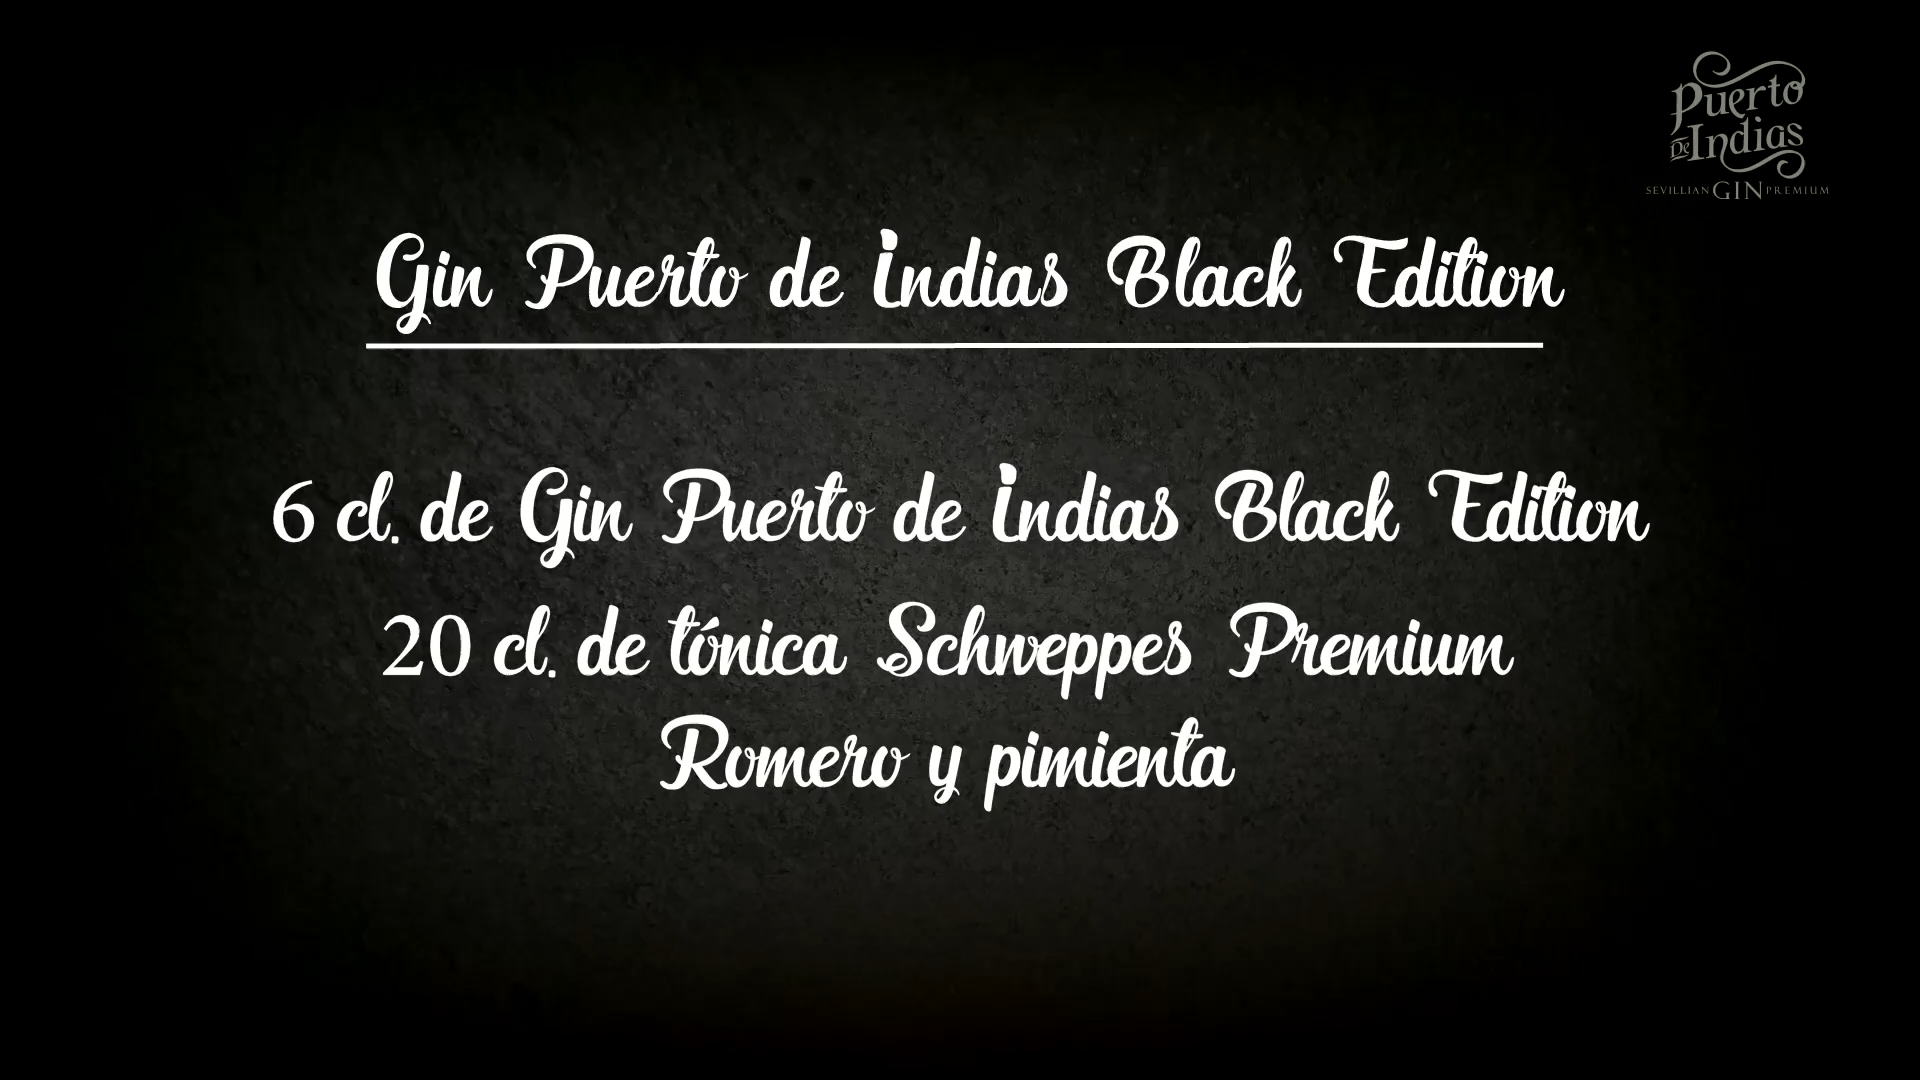 Puerto
De Indias
SEVILLIAN GIN PREMIUM
Gin Puerto de Indias Black Edition
6 cl. de Gin Puerto de Indias Black Edition
20 cl. de tónica Schweppes Premium
Romero y pimienta